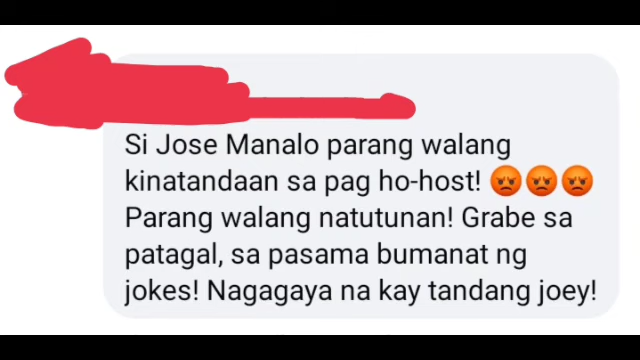 Si Jose Manalo parang walang
kinatandaan sa pag ho-host! 😡😡😡
Parang walang natutunan! Grabe sa
patagal, sa pasama bumanat ng
jokes! Nagagaya na kay tandang joey!